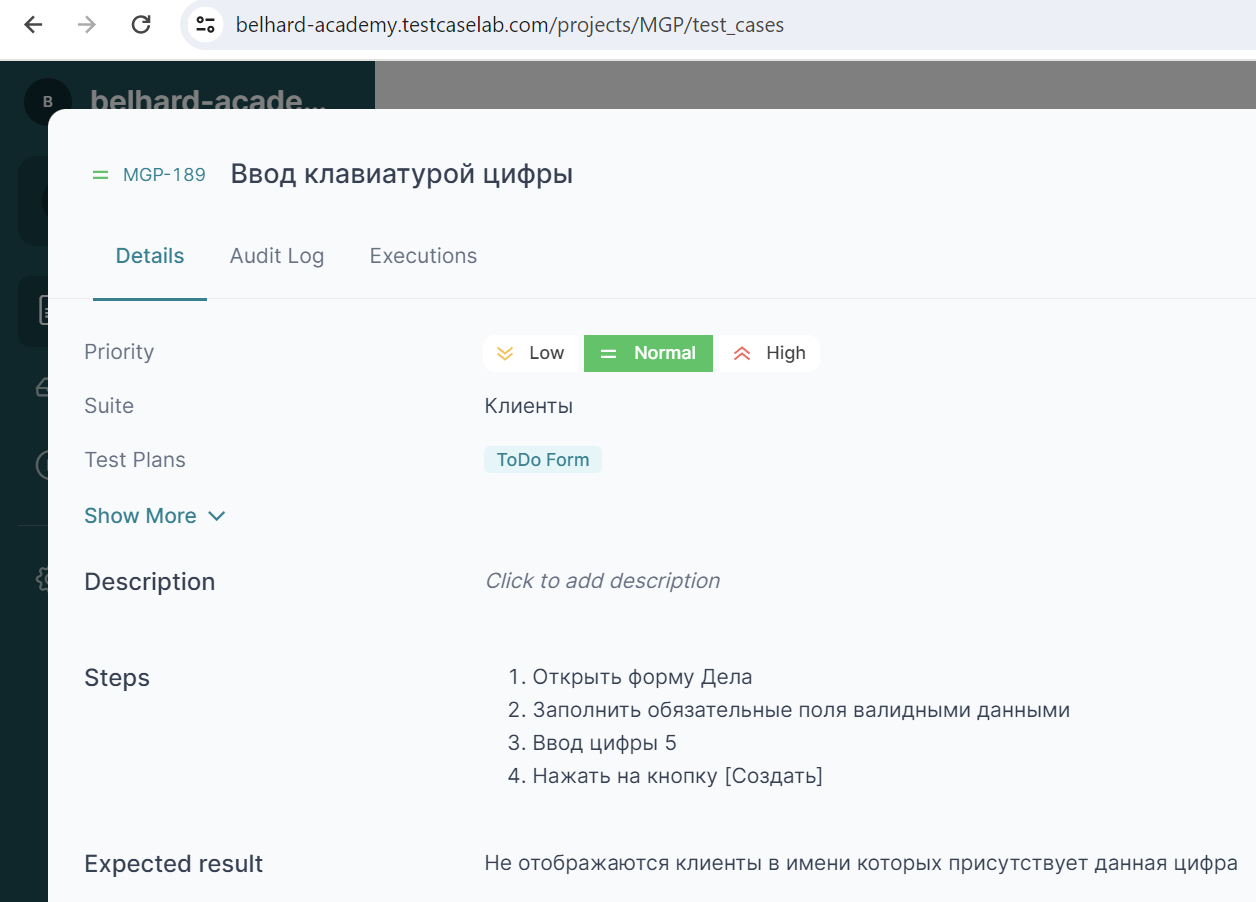 belhard-academy.testcaselab.com/projects/MGP/test_cases
B belhard-acade...
MGP-189 Ввод клавиатурой цифры
Details Audit Log Executions
Priority Low Normal High
Suite Клиенты
Test Plans ToDo Form
Show More
Description Click to add description
Steps 1. Открыть форму Дела
2. Заполнить обязательные поля валидными данными
3. Ввод цифры 5
4. Нажать на кнопку [Создать]
Expected result Не отображаются клиенты в имени которых присутствует данная цифра